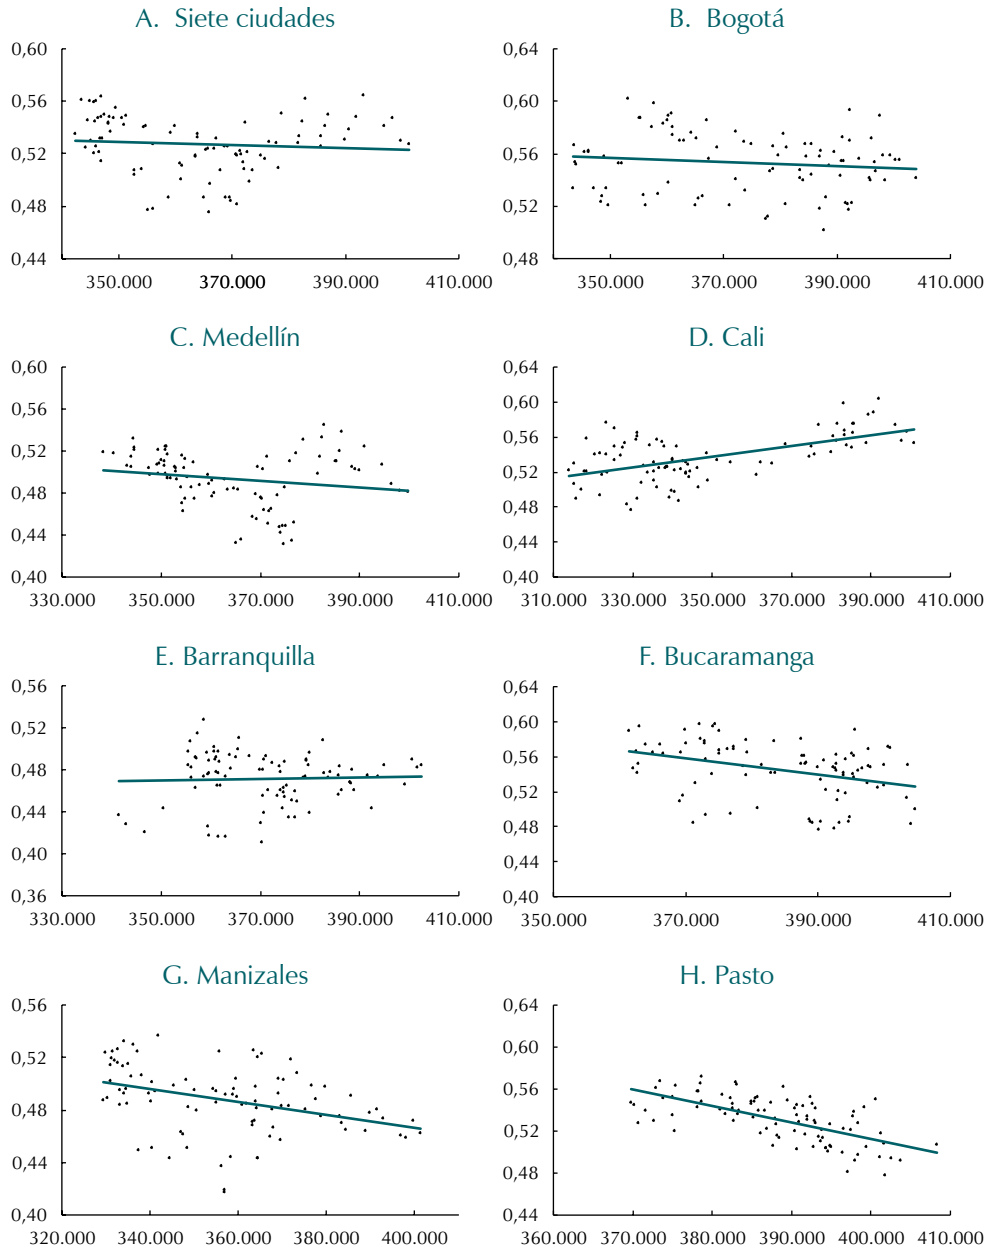 A. Siete ciudades
0,60
0,56
0,52
0,48
0,44
350.000 370.000 390.000 410.000
B. Bogotá
0,64
0,60
0,56
0,52
0,48
350.000 370.000 390.000 410.000
C. Medellín
0,60
0,56
0,52
0,48
0,44
0,40
330.000 350.000 370.000 390.000 410.000
D. Cali
0,64
0,60
0,56
0,52
0,48
0,44
0,40
310.000 330.000 350.000 370.000 390.000 410.000
E. Barranquilla
0,56
0,52
0,48
0,44
0,40
0,36
330.000 350.000 370.000 390.000 410.000
F. Bucaramanga
0,64
0,60
0,56
0,52
0,48
0,44
0,40
350.000 370.000 390.000 410.000
G. Manizales
0,56
0,52
0,48
0,44
0,40
320.000 340.000 360.000 380.000 400.000
H. Pasto
0,64
0,60
0,56
0,52
0,48
0,44
360.000 370.000 380.000 390.000 400.000 410.000